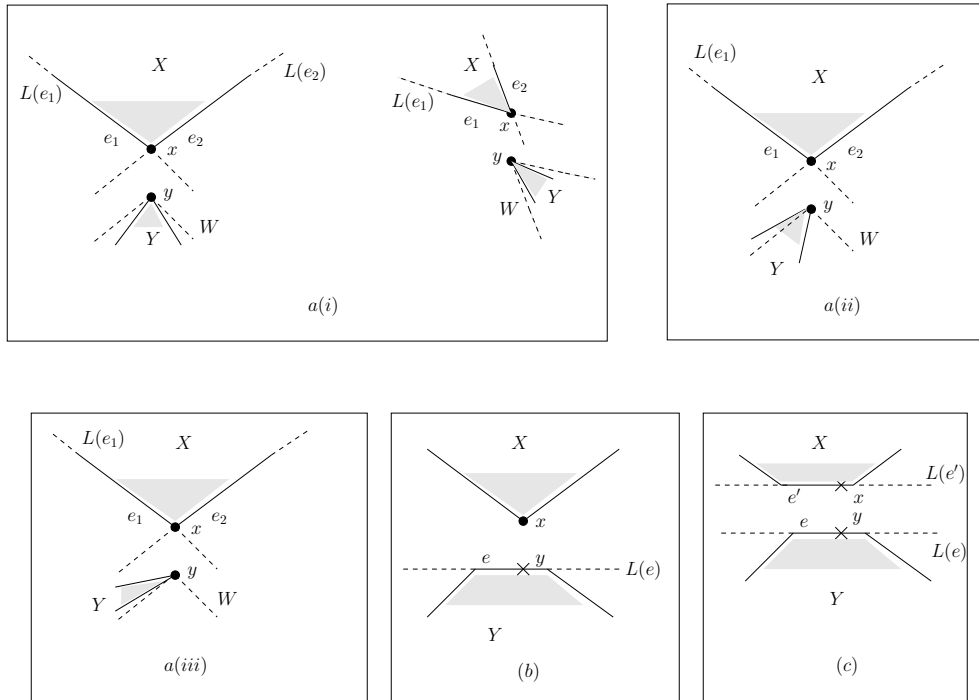 X
L(e₁)
L(e₂)
e₁
e₂
x
y
W
Y
X
L(e₁)
e₂
e₁
x
y
W
Y
a(i)
L(e₁)
X
e₁
e₂
x
y
W
Y
a(ii)
L(e₁)
X
e₁
e₂
x
y
Y
W
a(iii)
X
x
e
y
L(e)
Y
(b)
X
L(e′)
e′
x
e
y
L(e)
Y
(c)